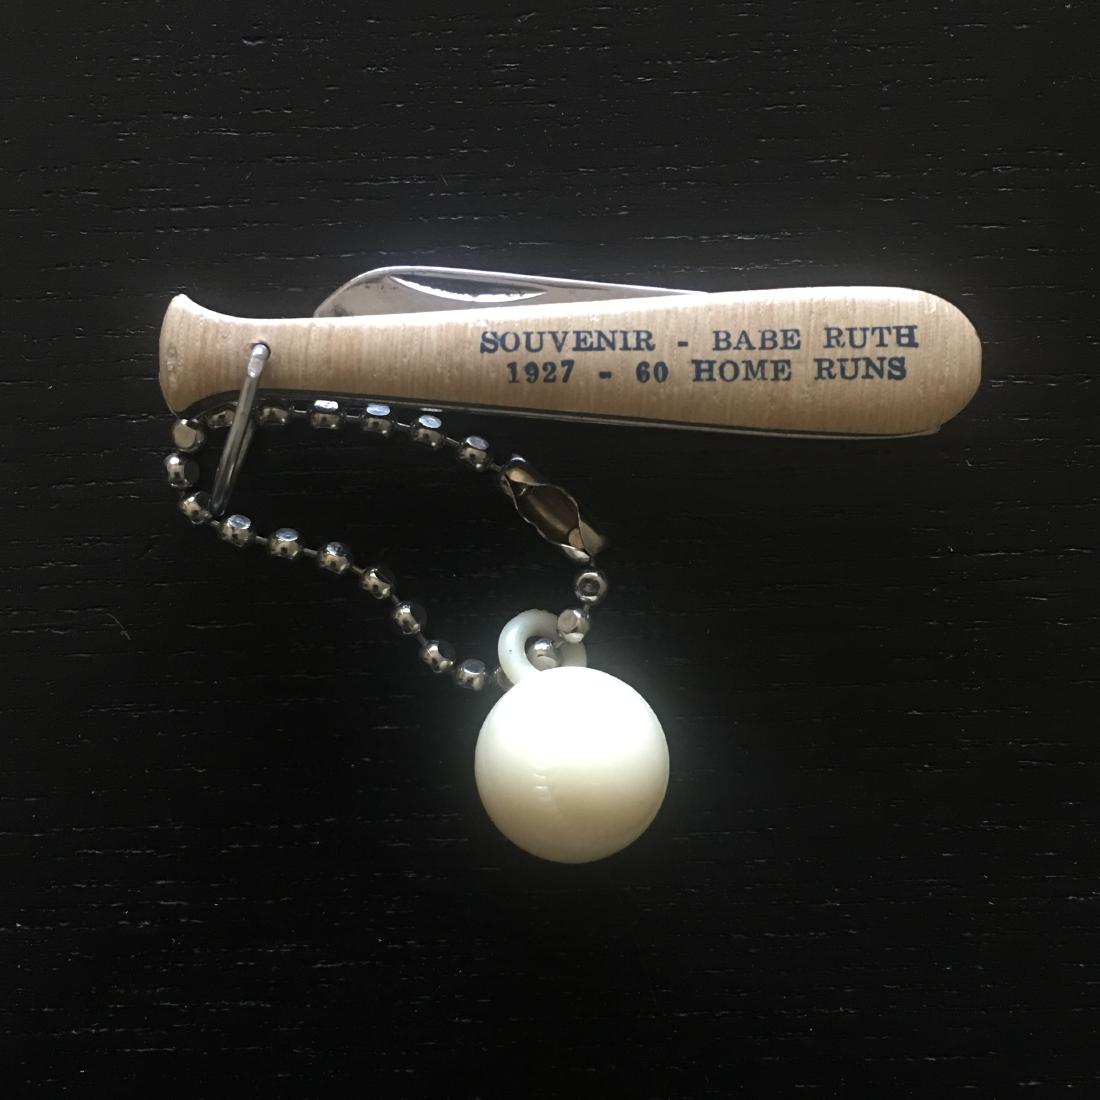 SOUVENIR - BABE RUTH
1927 - 60 HOME RUNS